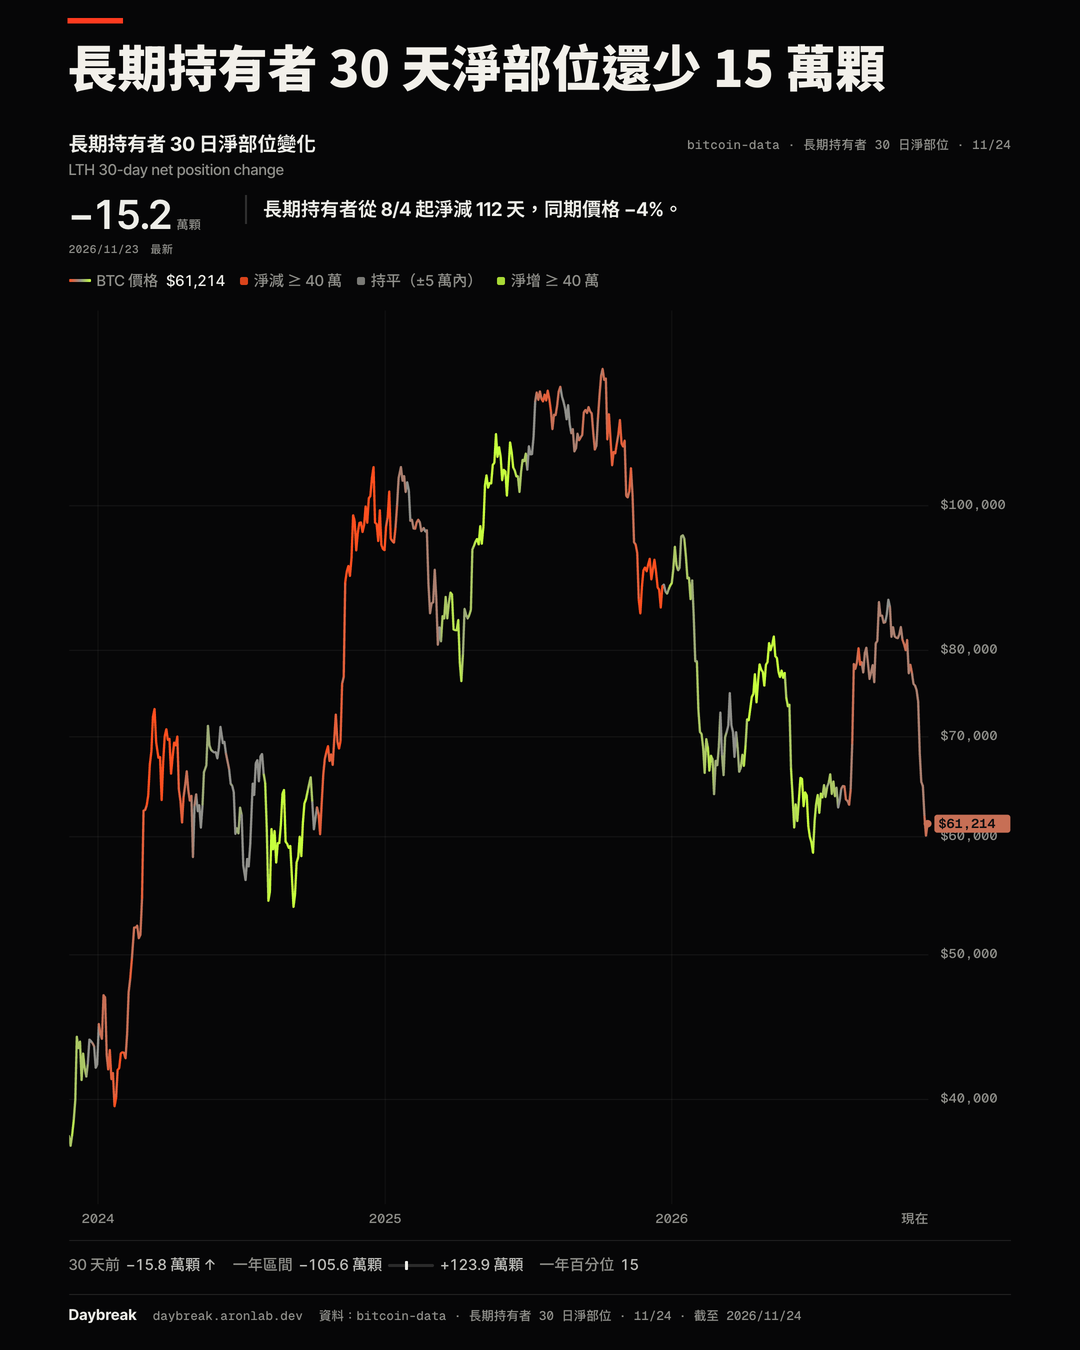 長期持有者 30 天淨部位還少 15 萬顆
長期持有者 30 日淨部位變化
bitcoin-data · 長期持有者 30 日淨部位 · 11/24
LTH 30-day net position change
−15.2 萬顆
長期持有者從 8/4 起淨減 112 天，同期價格 −4%。
2026/11/23 最新
BTC 價格 $61,214 淨減 ≥ 40 萬 持平（±5 萬內） 淨增 ≥ 40 萬
$100,000
$80,000
$70,000
$61,214
$60,000
$50,000
$40,000
2024 2025 2026 現在
30 天前 −15.8 萬顆 ↑ 一年區間 −105.6 萬顆 +123.9 萬顆 一年百分位 15
Daybreak daybreak.aronlab.dev 資料：bitcoin-data · 長期持有者 30 日淨部位 · 11/24 · 截至 2026/11/24